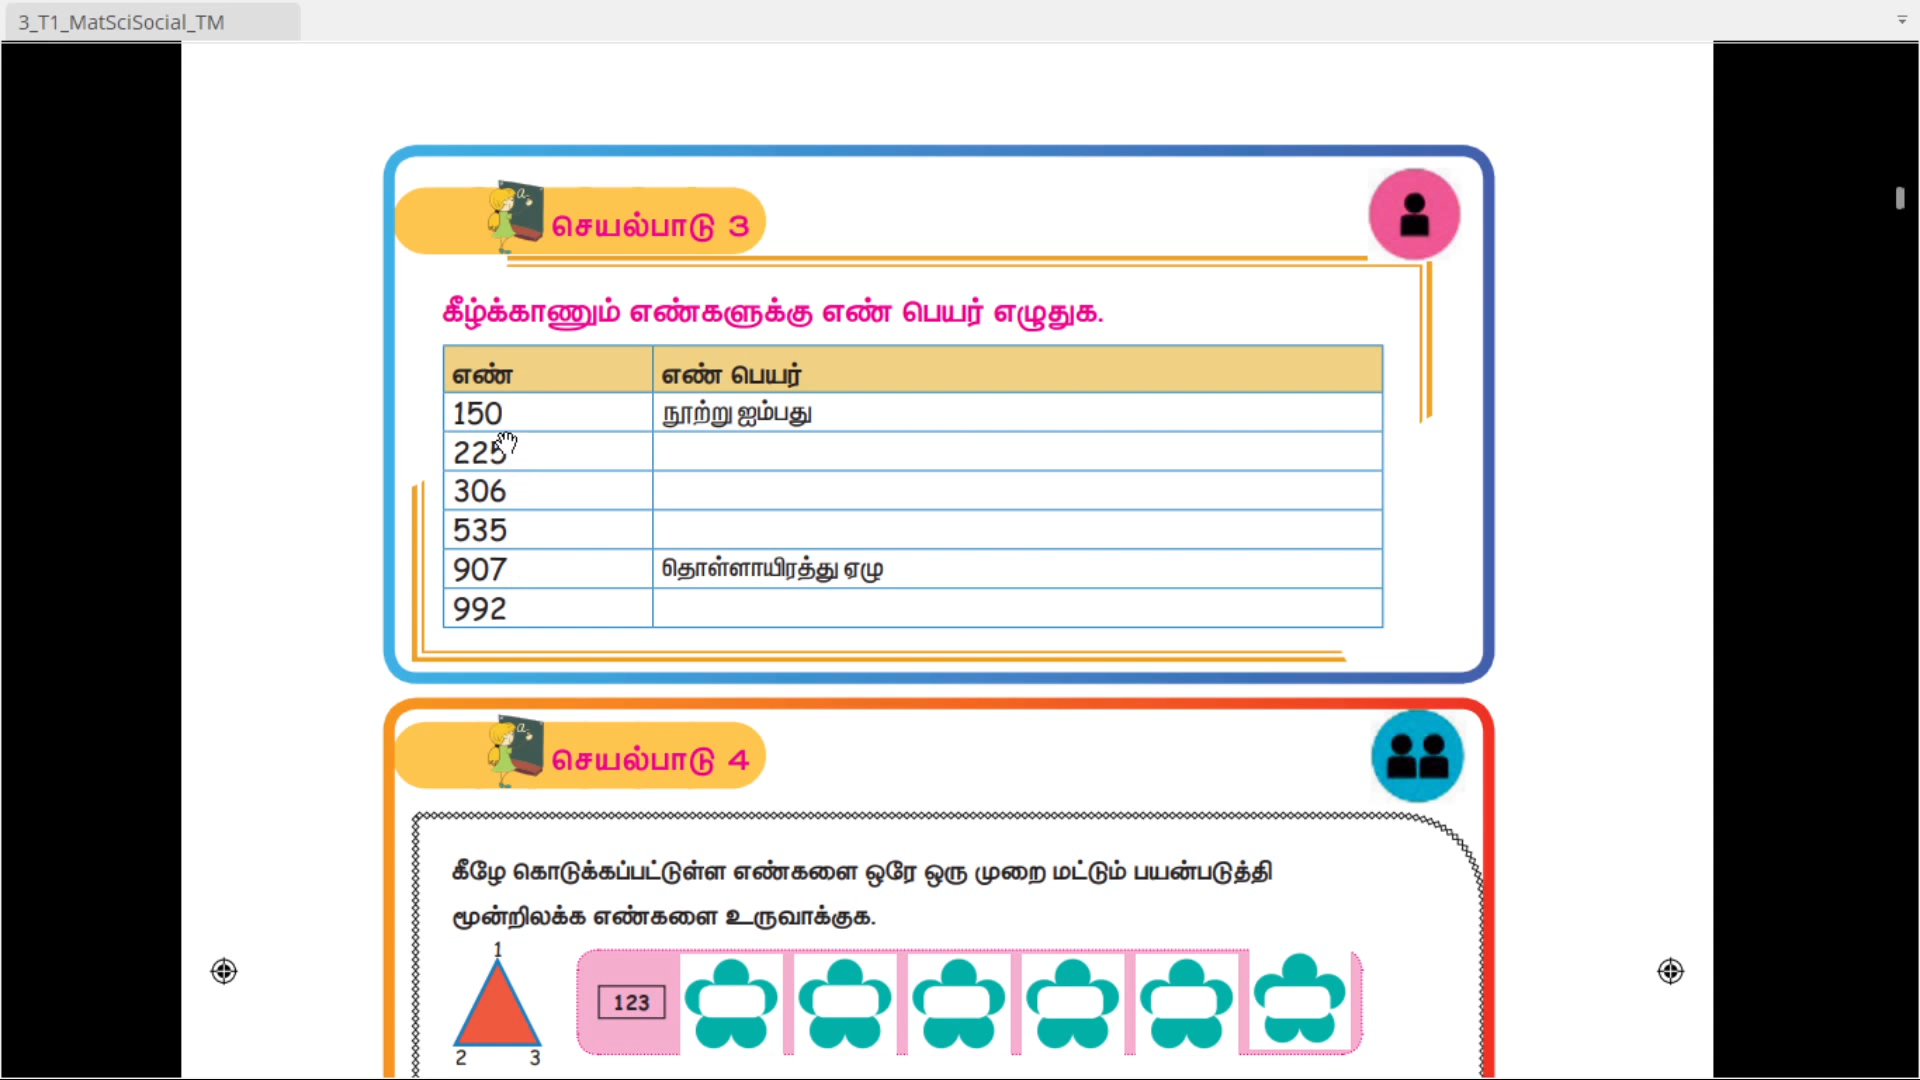 3_T1_MatSciSocial_TM
செயல்பாடு 3
கீழ்க்காணும் எண்களுக்கு எண் பெயர் எழுதுக.
எண் எண் பெயர்
150 நூற்று ஐம்பது
225
306
535
907 தொள்ளாயிரத்து ஏழு
992
செயல்பாடு 4
கீழே கொடுக்கப்பட்டுள்ள எண்களை ஒரே ஒரு முறை மட்டும் பயன்படுத்தி
மூன்றிலக்க எண்களை உருவாக்குக.
1
123
2 3